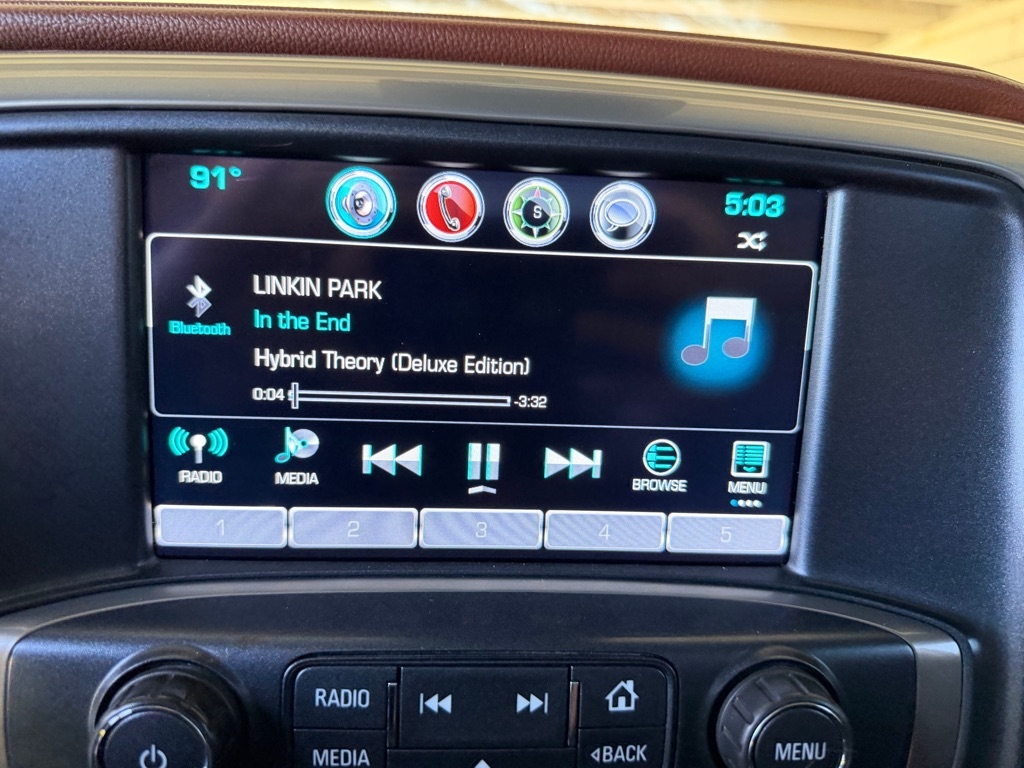 91°
5:03
S
LINKIN PARK
Bluetooth
In the End
Hybrid Theory (Deluxe Edition)
0:04 -3:32
RADIO MEDIA BROWSE MENU
1 2 3 4 5
RADIO
MEDIA BACK MENU